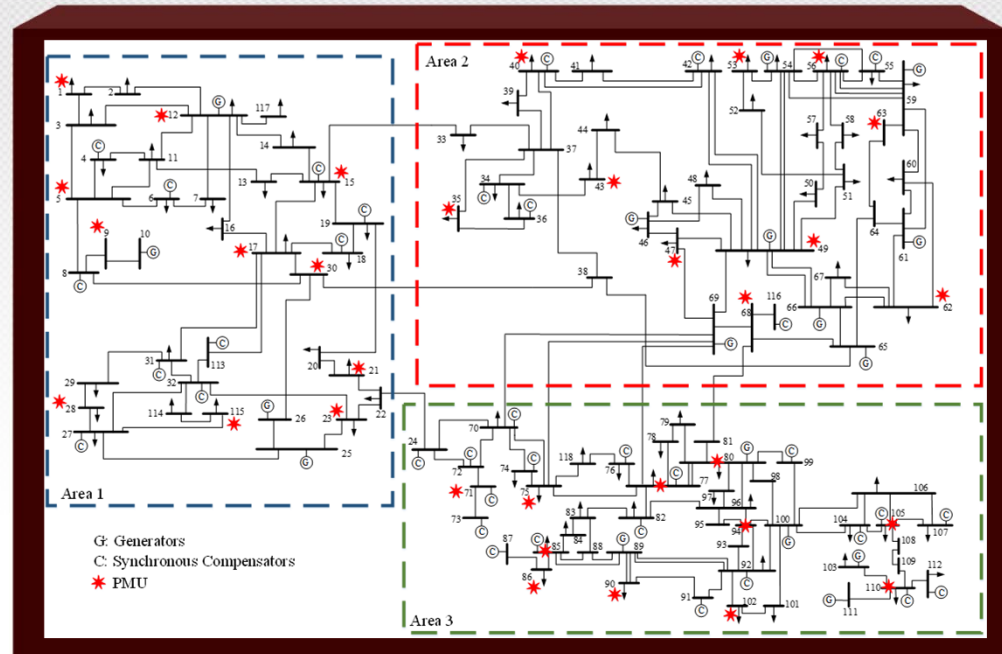 Area 2
G
C
C
G
C
C
40
41
42
53
54
56
55
G
1
2
39
52
59
G
117
63
3
12
57
58
44
14
33
37
60
C
4
11
C
34
43
48
50
51
5
6
C
7
13
15
C
35
C
36
45
64
G
61
16
19
C
G
46
47
G
49
9
10
G
17
C
18
67
8
C
30
38
69
68
116
C
66
G
62
G
65
31
C
113
C
20
21
29
32
C
22
28
114
115
G
26
23
27
C
25
G
Area 1
70
C
79
78
81
24
C
C
72
C
74
118
C
76
C
77
80
G
C
99
71
C
75
97
98
96
106
73
C
83
82
C
95
94
100
G
104
C
C
105
107
C
84
87
C
C
85
88
G
89
93
108
92
C
103
G
109
112
C
86
90
91
C
110
C
G
111
102
101
Area 3
G: Generators
C: Synchronous Compensators
PMU